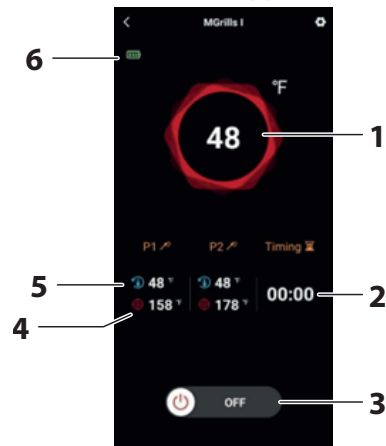 MGrills I
6
°F
48
1
P1 P2 Timing
5 48 °F 48 °F
00:00 2
4 158 °F 178 °F
OFF 3